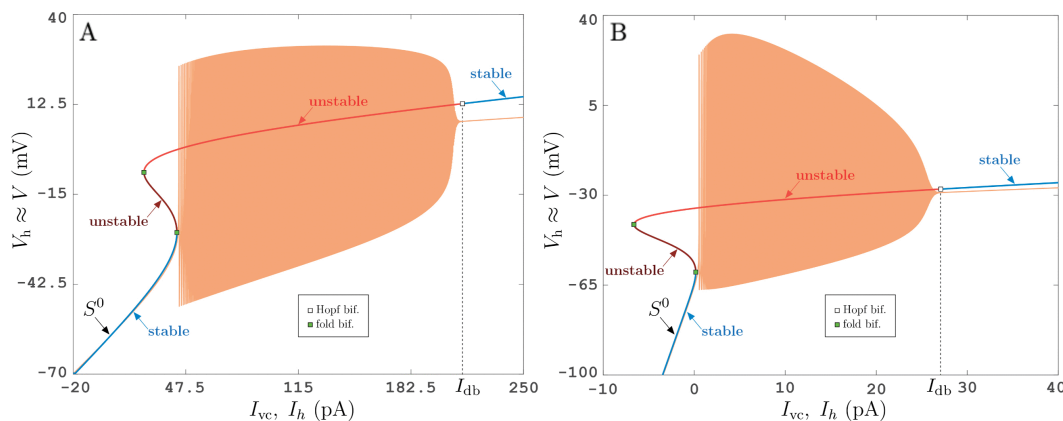 A
40
12.5
-15
-42.5
-70
V_h ≈ V (mV)
stable
unstable
unstable
S^0
stable
Hopf bif.
fold bif.
-20
47.5
115
182.5
I_db
250
I_vc, I_h (pA)
B
40
5
-30
-65
-100
V_h ≈ V (mV)
stable
unstable
unstable
S^0
stable
Hopf bif.
fold bif.
-10
0
10
20
I_db
30
40
I_vc, I_h (pA)